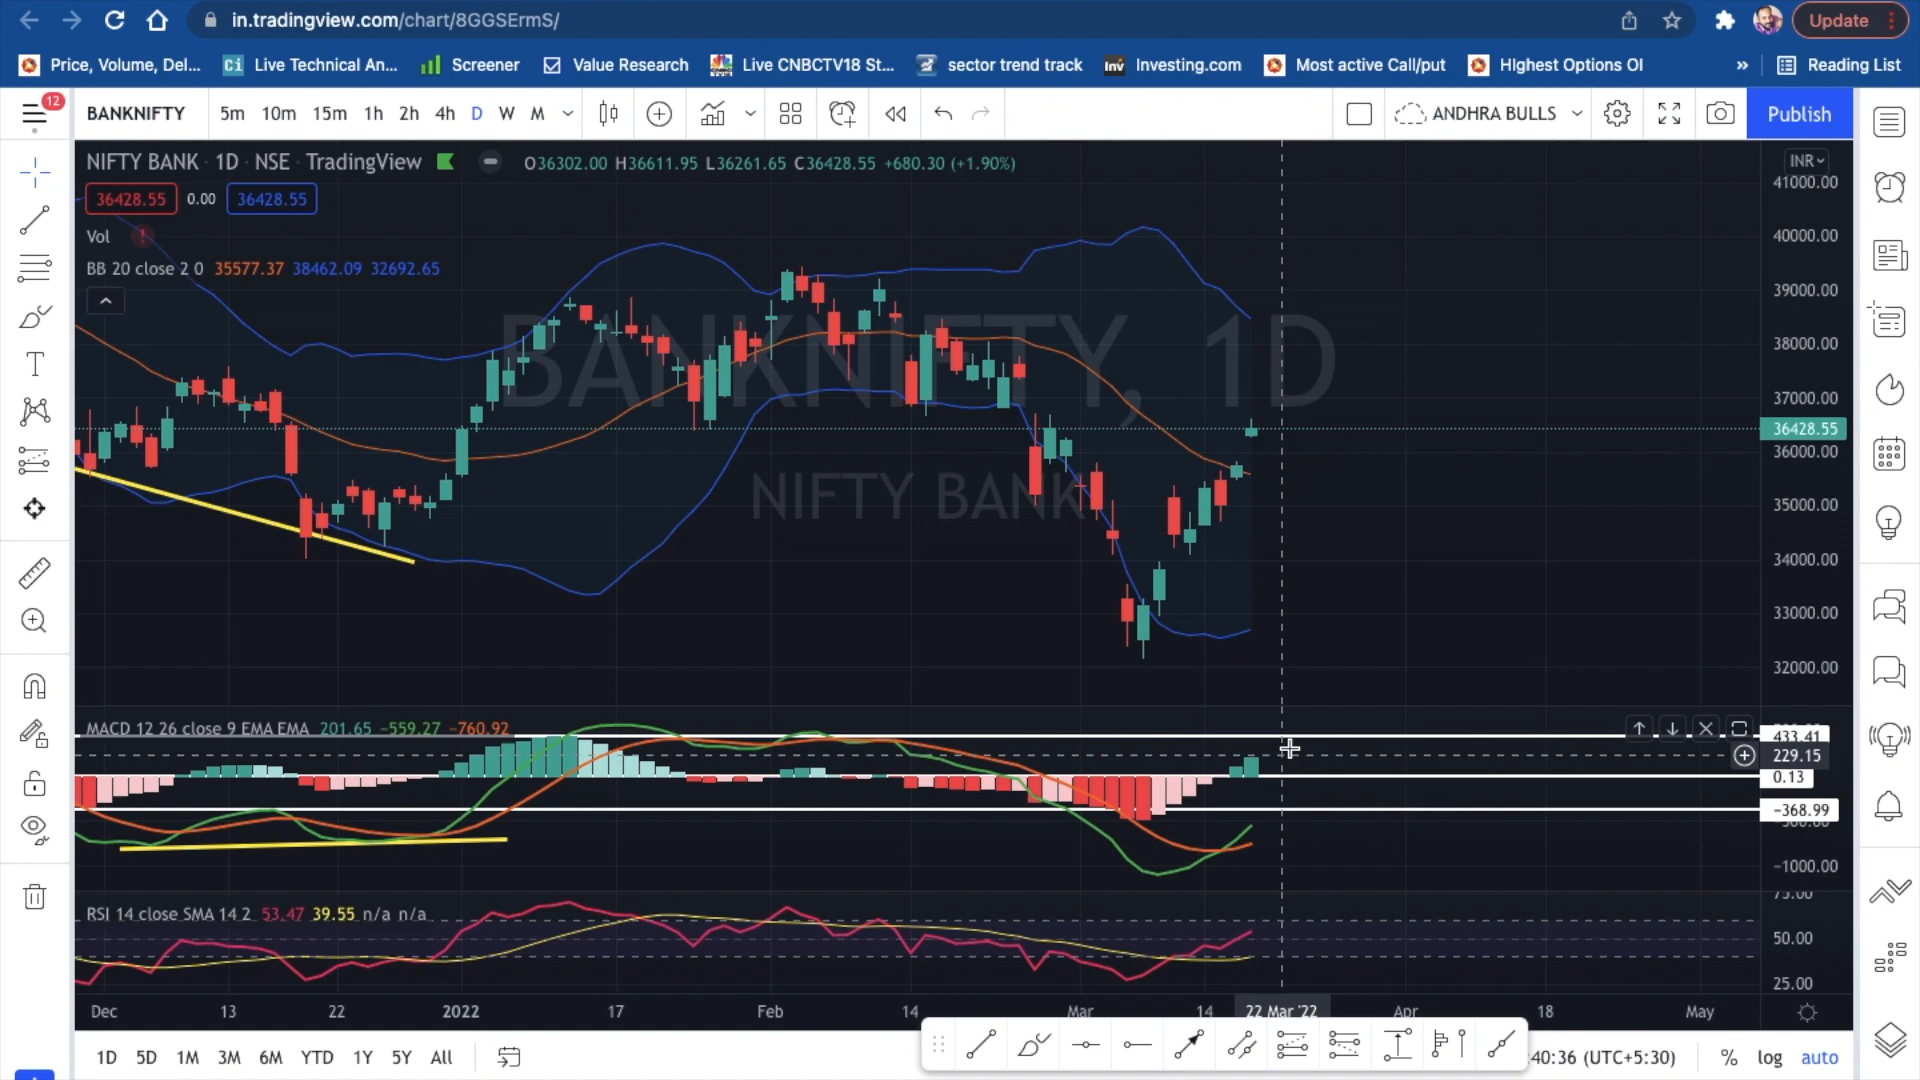 in.tradingview.com/chart/8GGSErmS/
Update
Price, Volume, Del...
Ci Live Technical An...
Screener
Value Research
Live CNBCTV18 St...
sector trend track
Inv Investing.com
Most active Call/put
HIghest Options OI
»
Reading List
12
BANKNIFTY
5m 10m 15m 1h 2h 4h D W M
ANDHRA BULLS
Publish
NIFTY BANK · 1D · NSE · TradingView
O36302.00 H36611.95 L36261.65 C36428.55 +680.30 (+1.90%)
INR
36428.55 0.00 36428.55
Vol !
BB 20 close 2 0 35577.37 38462.09 32692.65
BANKNIFTY, 1D
NIFTY BANK
41000.00
40000.00
39000.00
38000.00
37000.00
36428.55
36000.00
35000.00
34000.00
33000.00
32000.00
MACD 12 26 close 9 EMA EMA 201.65 −559.27 −760.92
433.41
229.15
0.13
−368.99
−1000.00
RSI 14 close SMA 14 2 53.47 39.55 n/a n/a
75.00
50.00
25.00
Dec 13 22 2022 17 Feb 14 Mar 14 22 Mar '22 Apr 18 May
1D 5D 1M 3M 6M YTD 1Y 5Y All
40:36 (UTC+5:30)
% log auto